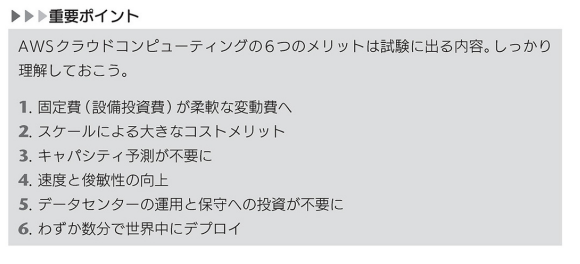 ▶▶▶重要ポイント
AWSクラウドコンピューティングの6つのメリットは試験に出る内容。しっかり
理解しておこう。
1. 固定費（設備投資費）が柔軟な変動費へ
2. スケールによる大きなコストメリット
3. キャパシティ予測が不要に
4. 速度と俊敏性の向上
5. データセンターの運用と保守への投資が不要に
6. わずか数分で世界中にデプロイ